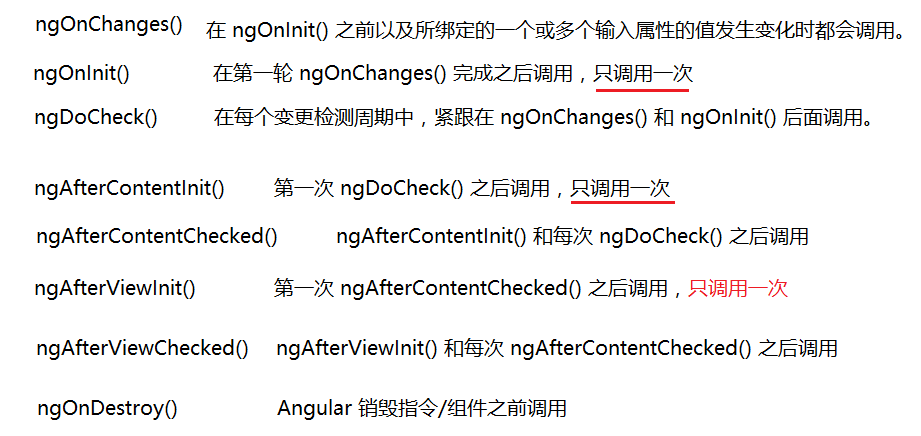 ngOnChanges() 在 ngOnInit() 之前以及所绑定的一个或多个输入属性的值发生变化时都会调用。
ngOnInit() 在第一轮 ngOnChanges() 完成之后调用，只调用一次
ngDoCheck() 在每个变更检测周期中，紧跟在 ngOnChanges() 和 ngOnInit() 后面调用。
ngAfterContentInit() 第一次 ngDoCheck() 之后调用，只调用一次
ngAfterContentChecked() ngAfterContentInit() 和每次 ngDoCheck() 之后调用
ngAfterViewInit() 第一次 ngAfterContentChecked() 之后调用，只调用一次
ngAfterViewChecked() ngAfterViewInit() 和每次 ngAfterContentChecked() 之后调用
ngOnDestroy() Angular 销毁指令/组件之前调用